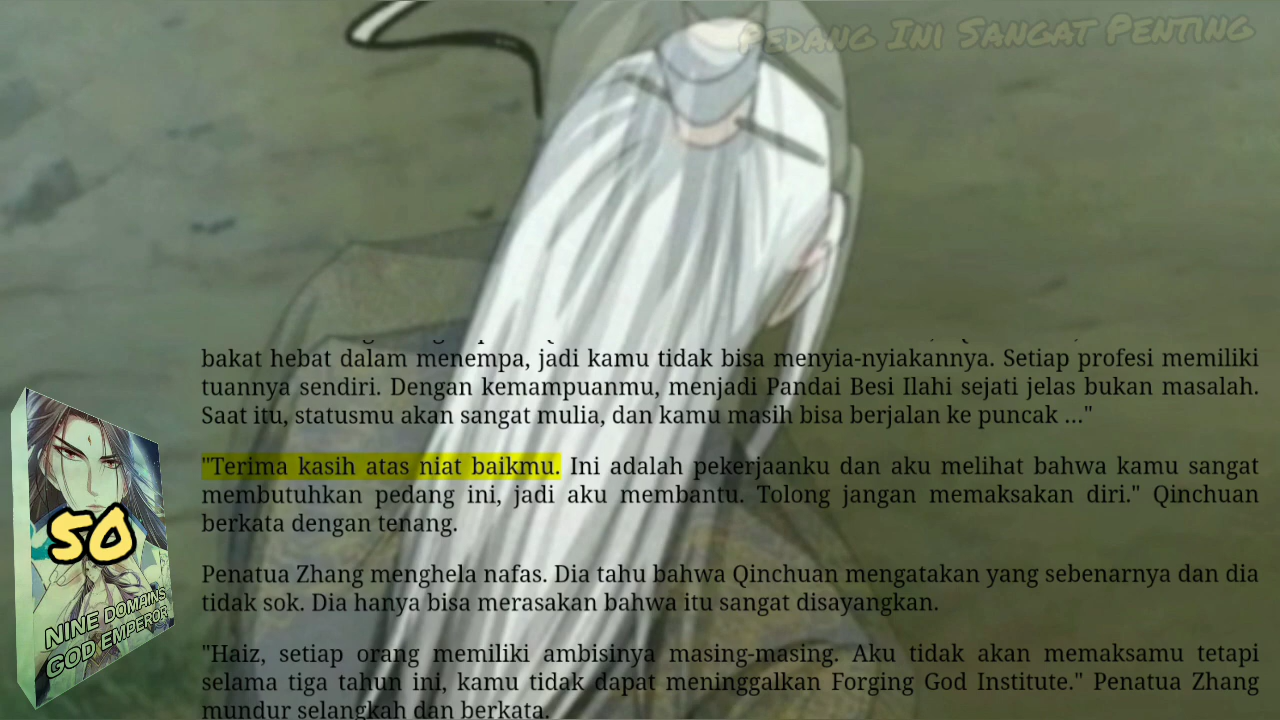 Pedang Ini Sangat Penting
bakat hebat dalam menempa, jadi kamu tidak bisa menyia-nyiakannya. Setiap profesi memiliki
tuannya sendiri. Dengan kemampuanmu, menjadi Pandai Besi Ilahi sejati jelas bukan masalah.
Saat itu, statusmu akan sangat mulia, dan kamu masih bisa berjalan ke puncak ..."
"Terima kasih atas niat baikmu. Ini adalah pekerjaanku dan aku melihat bahwa kamu sangat
membutuhkan pedang ini, jadi aku membantu. Tolong jangan memaksakan diri." Qinchuan
berkata dengan tenang.
Penatua Zhang menghela nafas. Dia tahu bahwa Qinchuan mengatakan yang sebenarnya dan dia
tidak sok. Dia hanya bisa merasakan bahwa itu sangat disayangkan.
"Haiz, setiap orang memiliki ambisinya masing-masing. Aku tidak akan memaksamu tetapi
selama tiga tahun ini, kamu tidak dapat meninggalkan Forging God Institute." Penatua Zhang
mundur selangkah dan berkata.
50
NINE DOMAINS
GOD EMPEROR